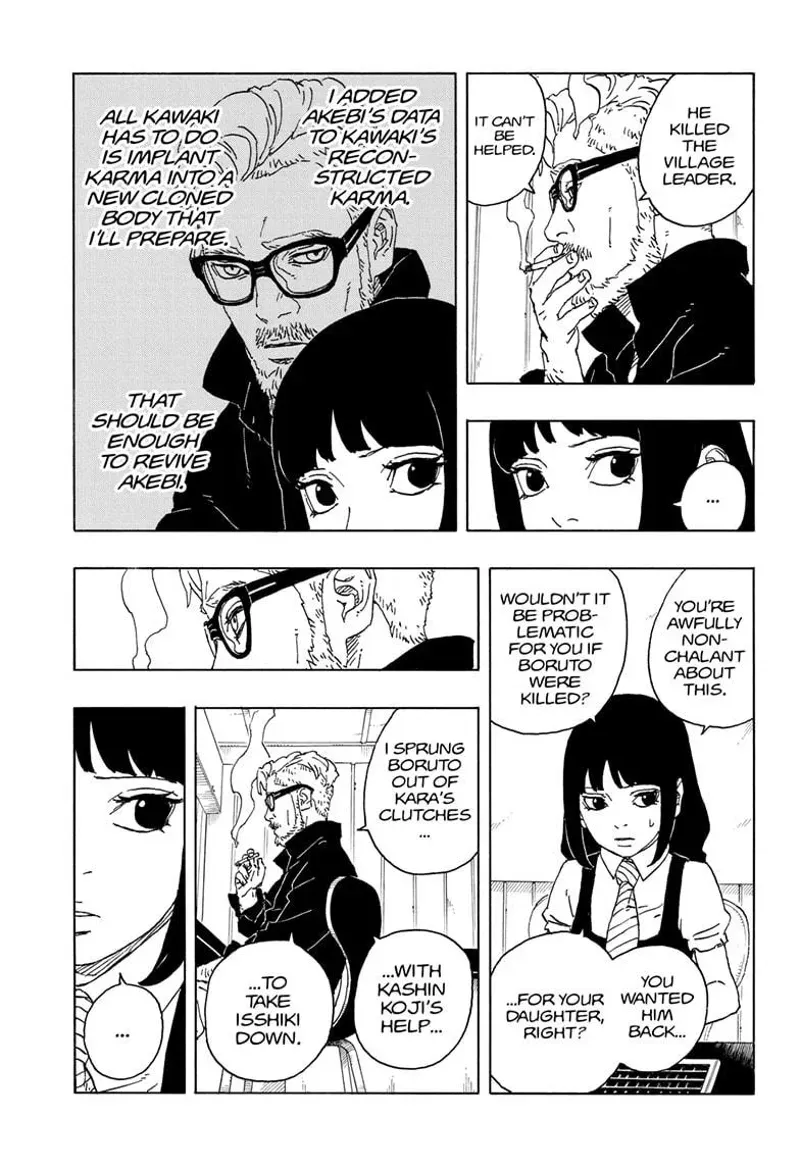 HE
KILLED
THE
VILLAGE
LEADER.
IT CAN'T
BE
HELPED.
I ADDED
AKEBI'S DATA
TO KAWAKI'S
RECON-
STRUCTED
KARMA.
ALL KAWAKI
HAS TO DO
IS IMPLANT
KARMA INTO A
NEW CLONED
BODY THAT
I'LL PREPARE.
THAT
SHOULD BE
ENOUGH
TO REVIVE
AKEBI.
...
YOU'RE
AWFULLY
NON-
CHALANT
ABOUT
THIS.
WOULDN'T IT
BE PROB-
LEMATIC
FOR YOU IF
BORUTO
WERE
KILLED?
YOU
WANTED
HIM
BACK...
...FOR YOUR
DAUGHTER,
RIGHT?
I SPRUNG
BORUTO
OUT OF
KARA'S
CLUTCHES
...
...WITH
KASHIN
KOJI'S
HELP...
...TO
TAKE
ISSHIKI
DOWN.
...